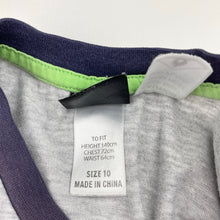 TO FIT
HEIGHT 140cm
CHEST 72cm
WAIST 64cm
SIZE 10
MADE IN CHINA